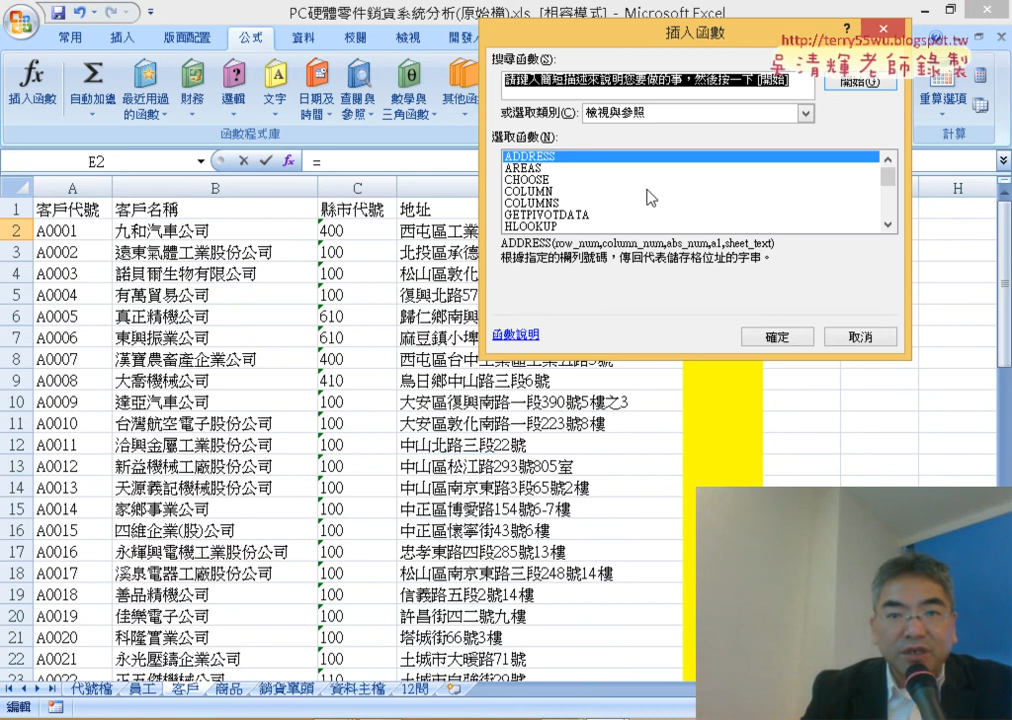 PC硬體零件銷貨系統分析(原始檔).xls [相容模式] - Microsoft Excel
常用 插入 版面配置 公式 資料 校閱 檢視 開發人
插入函數 自動加總 最近用過的函數 財務 邏輯 文字 日期及時間 查閱與參照 數學與三角函數 其他函 重算選項
函數程式庫 計算
E2 =
插入函數
http://terry55wu.blogspot.tw
吳清輝老師錄製
搜尋函數(S):
請鍵入簡短描述來說明您要做的事，然後按一下 [開始] 開始(G)
或選取類別(C): 檢視與參照
選取函數(N):
ADDRESS
AREAS
CHOOSE
COLUMN
COLUMNS
GETPIVOTDATA
HLOOKUP
ADDRESS(row_num,column_num,abs_num,a1,sheet_text)
根據指定的欄列號碼，傳回代表儲存格位址的字串。
函數說明 確定 取消
A B C H
1 客戶代號 客戶名稱 縣市代號 地址
2 A0001 九和汽車公司 400 西屯區工業
3 A0002 遠東氣體工業股份公司 100 北投區承德
4 A0003 諾貝爾生物有限公司 100 松山區敦化
5 A0004 有萬貿易公司 100 復興北路57
6 A0005 真正精機公司 610 歸仁鄉南興
7 A0006 東興振業公司 610 麻豆鎮小埤
8 A0007 漢寶農畜產企業公司 400 西屯區台中工業區工業五路5號
9 A0008 大喬機械公司 410 烏日鄉中山路三段6號
10 A0009 達亞汽車公司 100 大安區復興南路一段390號5樓之3
11 A0010 台灣航空電子股份公司 100 大安區敦化南路一段223號8樓
12 A0011 洽興金屬工業股份公司 100 中山北路三段22號
13 A0012 新益機械工廠股份公司 100 中山區松江路293號805室
14 A0013 天源義記機械股份公司 100 中山區南京東路3段65號2樓
15 A0014 家鄉事業公司 100 中正區博愛路154號6-7樓
16 A0015 四維企業(股)公司 100 中正區懷寧街43號6樓
17 A0016 永輝興電機工業股份公司 100 忠孝東路四段285號13樓
18 A0017 溪泉電器工廠股份公司 100 松山區南京東路三段248號14樓
19 A0018 善品精機公司 100 信義路五段2號14樓
20 A0019 佳樂電子公司 100 許昌街四二號九樓
21 A0020 科隆實業公司 100 塔城街66號3樓
22 A0021 永光壓鑄企業公司 100 土城市大暖路71號
代號檔 員工 客戶 商品 銷貨單頭 資料主檔 12間
編輯